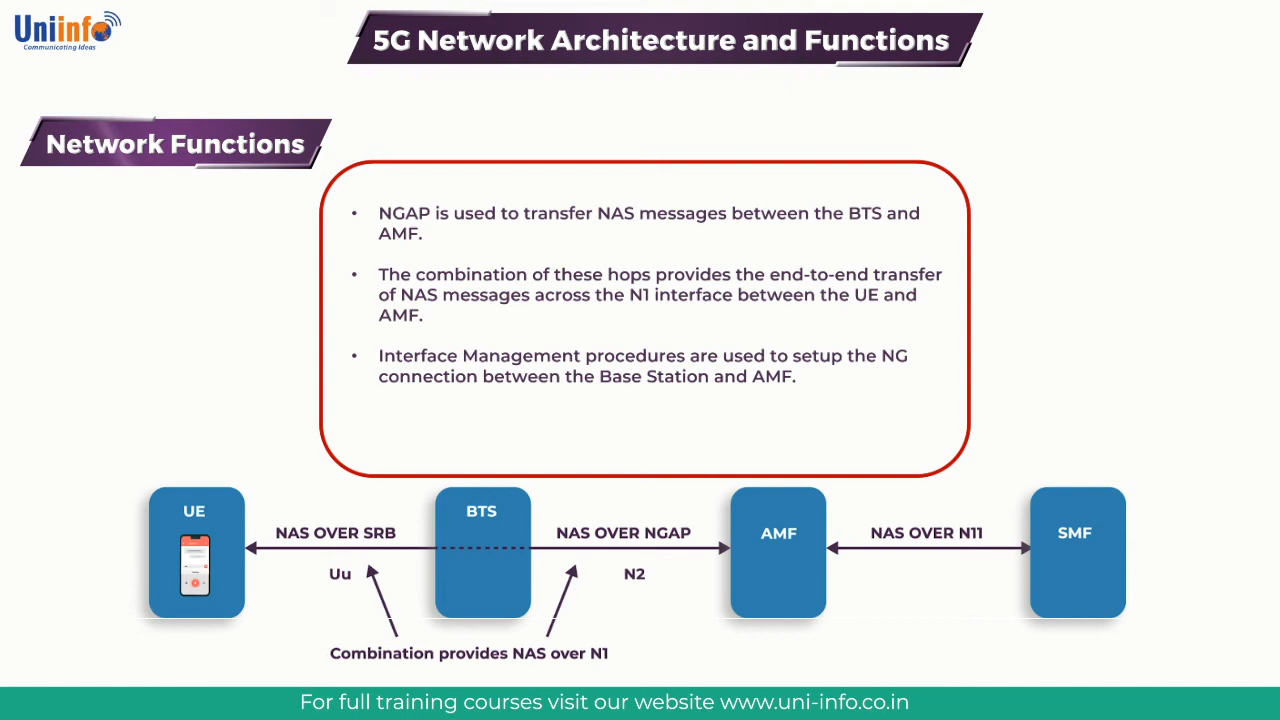 Uniinfo
Communicating Ideas
5G Network Architecture and Functions
Network Functions
• NGAP is used to transfer NAS messages between the BTS and
AMF.
• The combination of these hops provides the end-to-end transfer
of NAS messages across the N1 interface between the UE and
AMF.
• Interface Management procedures are used to setup the NG
connection between the Base Station and AMF.
UE
BTS
AMF
SMF
NAS OVER SRB
NAS OVER NGAP
NAS OVER N11
Uu
N2
Combination provides NAS over N1
For full training courses visit our website www.uni-info.co.in